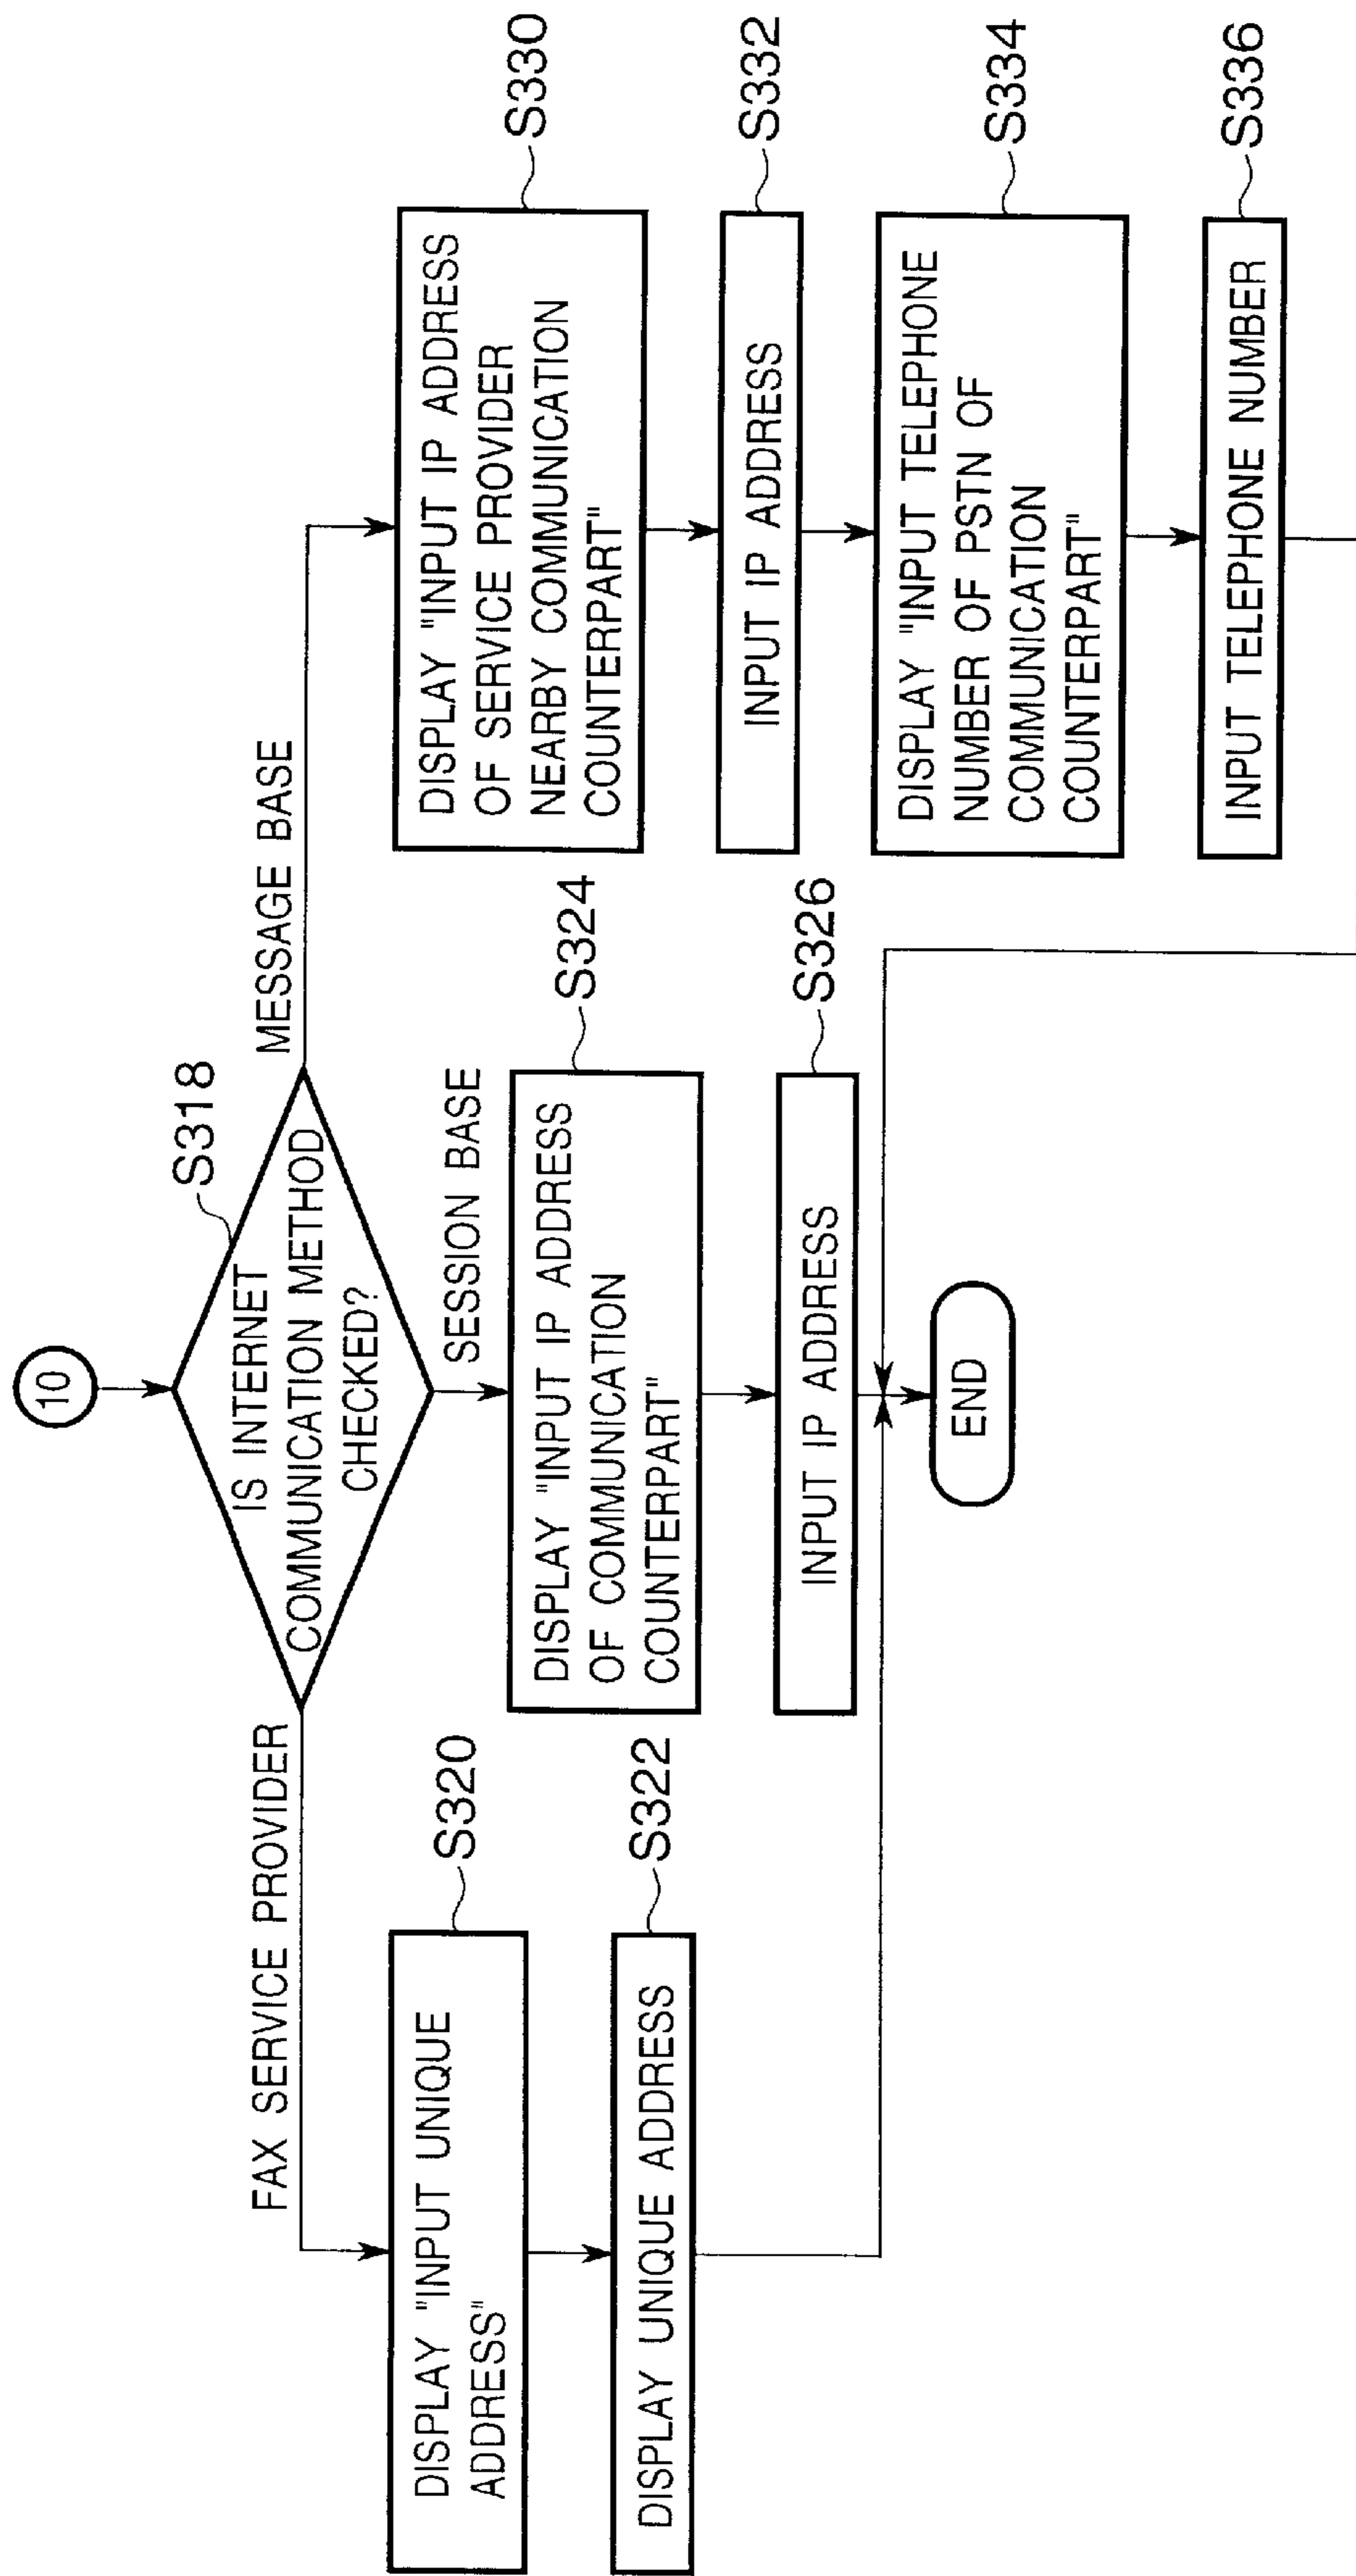 10
S318
IS INTERNET
COMMUNICATION METHOD
CHECKED?
FAX SERVICE PROVIDER
SESSION BASE
MESSAGE BASE
S320
DISPLAY "INPUT UNIQUE
ADDRESS"
S322
DISPLAY UNIQUE ADDRESS
S324
DISPLAY "INPUT IP ADDRESS
OF COMMUNICATION
COUNTERPART"
S326
INPUT IP ADDRESS
S330
DISPLAY "INPUT IP ADDRESS
OF SERVICE PROVIDER
NEARBY COMMUNICATION
COUNTERPART"
S332
INPUT IP ADDRESS
S334
DISPLAY "INPUT TELEPHONE
NUMBER OF PSTN OF
COMMUNICATION
COUNTERPART"
S336
INPUT TELEPHONE NUMBER
END